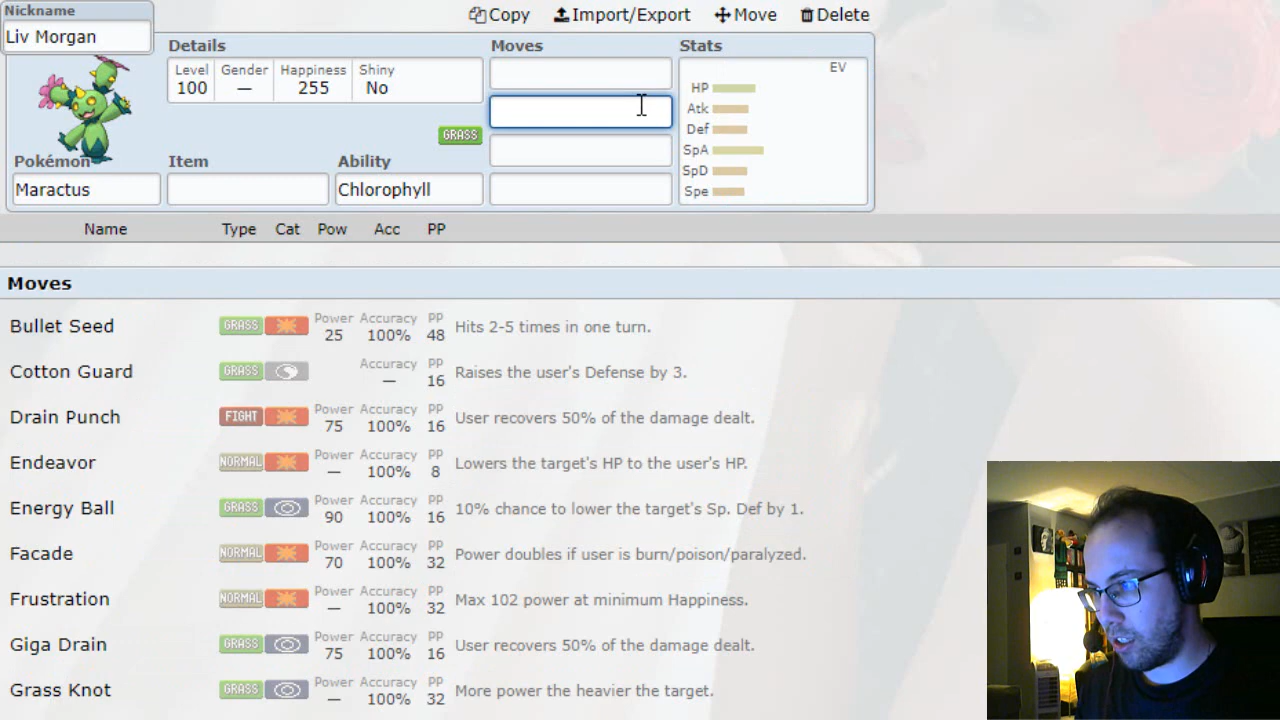 Nickname
Liv Morgan
Copy Import/Export Move Delete
Details Moves Stats
Level Gender Happiness Shiny EV
100 — 255 No
HP
Atk
Def
GRASS
SpA
Pokémon Item Ability
SpD
Maractus Chlorophyll
Spe
Name Type Cat Pow Acc PP
Moves
Bullet Seed GRASS Power 25 Accuracy 100% PP 48 Hits 2-5 times in one turn.
Cotton Guard GRASS Accuracy — PP 16 Raises the user's Defense by 3.
Drain Punch FIGHT Power 75 Accuracy 100% PP 16 User recovers 50% of the damage dealt.
Endeavor NORMAL Power — Accuracy 100% PP 8 Lowers the target's HP to the user's HP.
Energy Ball GRASS Power 90 Accuracy 100% PP 16 10% chance to lower the target's Sp. Def by 1.
Facade NORMAL Power 70 Accuracy 100% PP 32 Power doubles if user is burn/poison/paralyzed.
Frustration NORMAL Power — Accuracy 100% PP 32 Max 102 power at minimum Happiness.
Giga Drain GRASS Power 75 Accuracy 100% PP 16 User recovers 50% of the damage dealt.
Grass Knot GRASS Power — Accuracy 100% PP 32 More power the heavier the target.